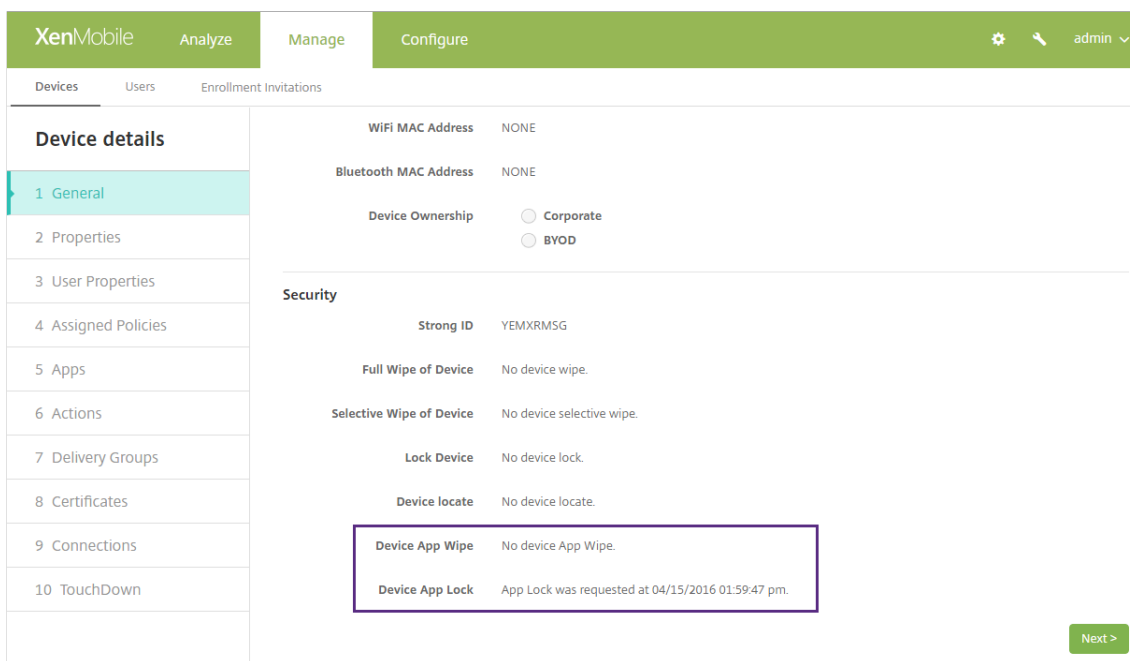 XenMobile Analyze Manage Configure admin
Devices Users Enrollment Invitations
Device details
1 General
2 Properties
3 User Properties
4 Assigned Policies
5 Apps
6 Actions
7 Delivery Groups
8 Certificates
9 Connections
10 TouchDown
WiFi MAC Address NONE
Bluetooth MAC Address NONE
Device Ownership Corporate
BYOD
Security
Strong ID YEMXRMSG
Full Wipe of Device No device wipe.
Selective Wipe of Device No device selective wipe.
Lock Device No device lock.
Device locate No device locate.
Device App Wipe No device App Wipe.
Device App Lock App Lock was requested at 04/15/2016 01:59:47 pm.
Next >